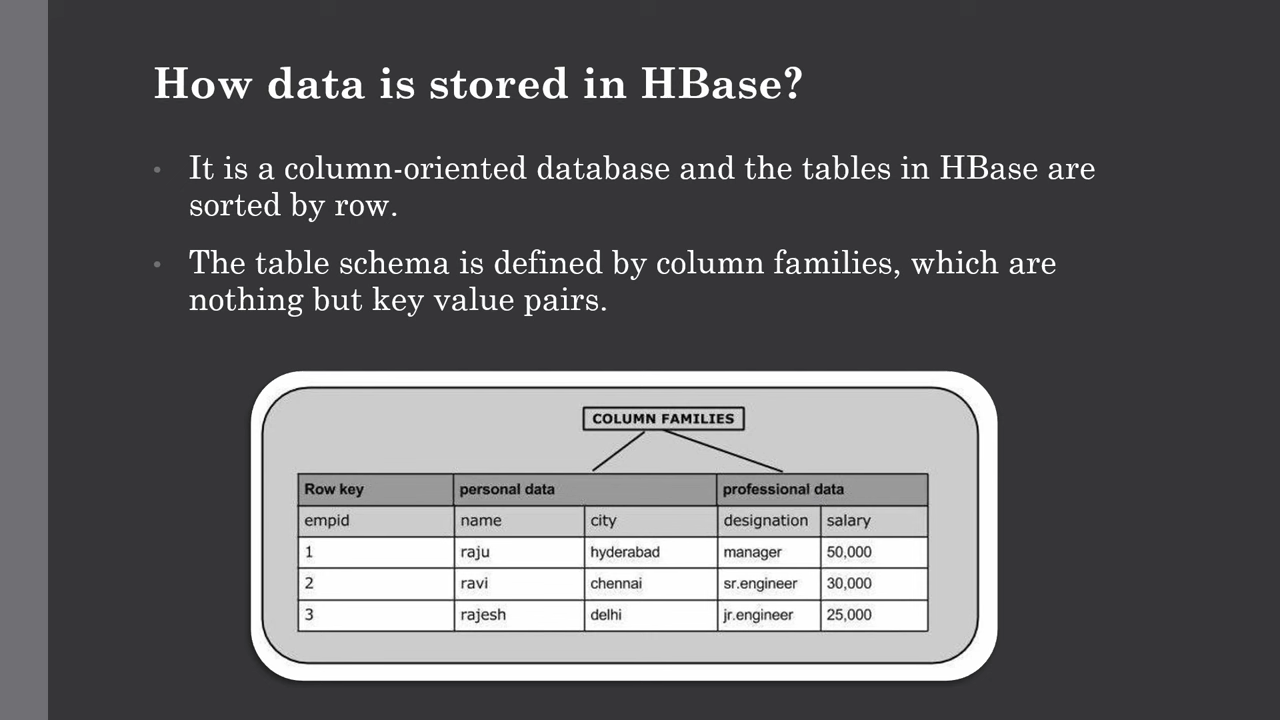 How data is stored in HBase?
• It is a column-oriented database and the tables in HBase are
sorted by row.
• The table schema is defined by column families, which are
nothing but key value pairs.
COLUMN FAMILIES
Row key personal data professional data
empid name city designation salary
1 raju hyderabad manager 50,000
2 ravi chennai sr.engineer 30,000
3 rajesh delhi jr.engineer 25,000